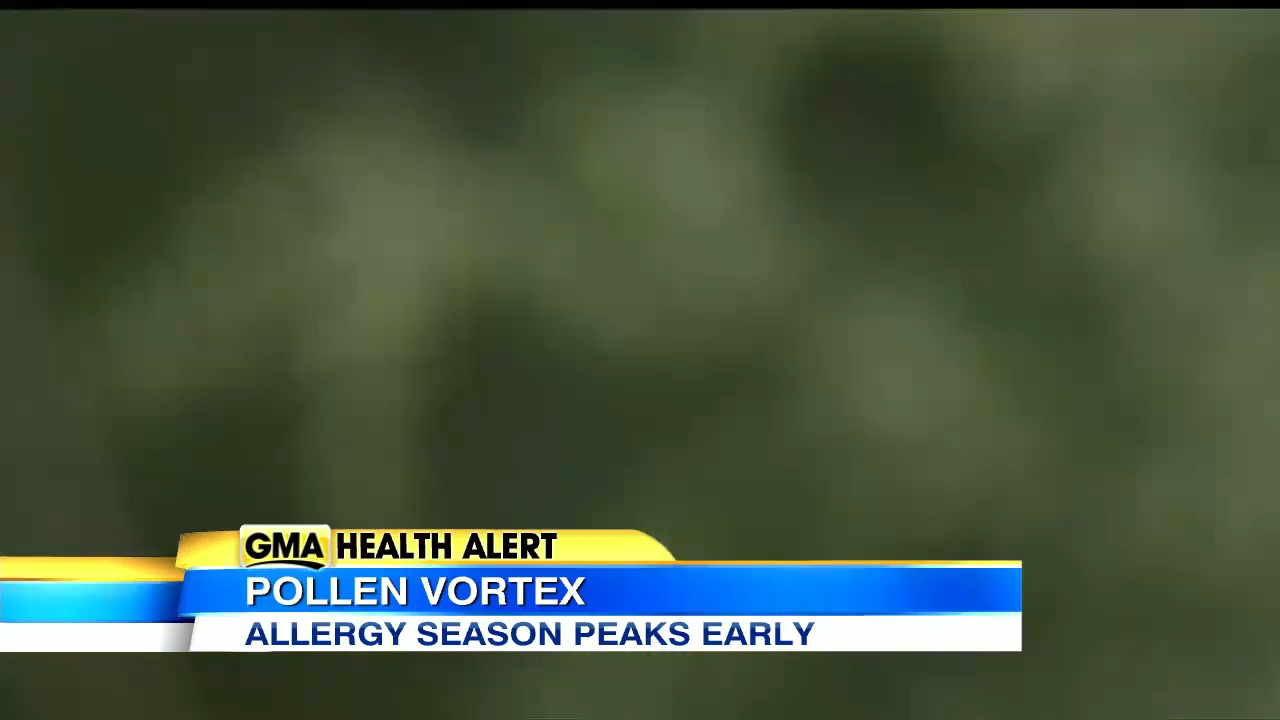 GMA HEALTH ALERT
POLLEN VORTEX
ALLERGY SEASON PEAKS EARLY